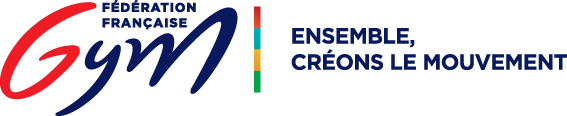 FÉDÉRATION
FRANÇAISE
Gym
ENSEMBLE,
CRÉONS LE MOUVEMENT